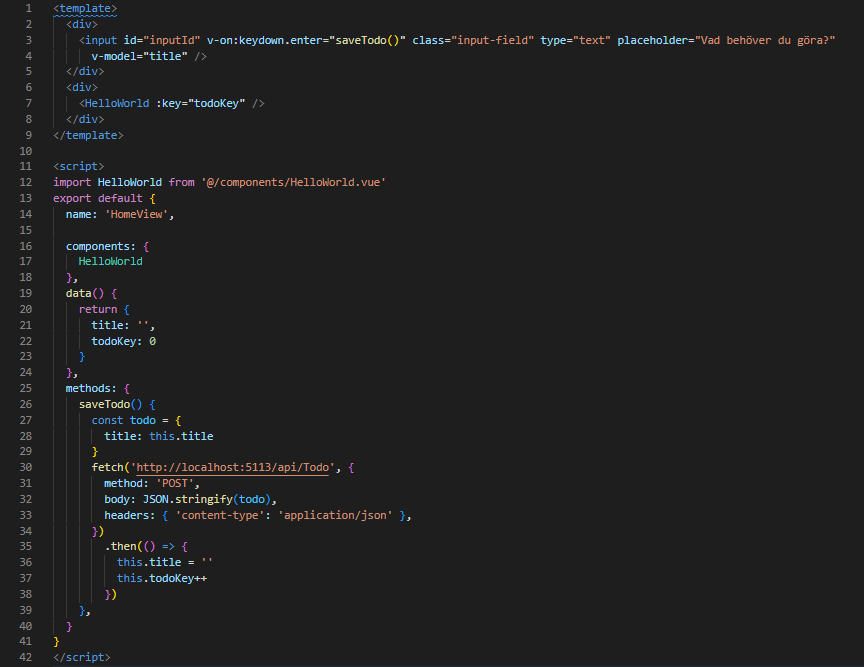 1 <template>
2   <div>
3     <input id="inputId" v-on:keydown.enter="saveTodo()" class="input-field" type="text" placeholder="Vad behöver du göra?"
4       v-model="title" />
5   </div>
6   <div>
7     <HelloWorld :key="todoKey" />
8   </div>
9 </template>
10
11 <script>
12 import HelloWorld from '@/components/HelloWorld.vue'
13 export default {
14   name: 'HomeView',
15
16   components: {
17     HelloWorld
18   },
19   data() {
20     return {
21       title: '',
22       todoKey: 0
23     }
24   },
25   methods: {
26     saveTodo() {
27       const todo = {
28         title: this.title
29       }
30       fetch('http://localhost:5113/api/Todo', {
31         method: 'POST',
32         body: JSON.stringify(todo),
33         headers: { 'content-type': 'application/json' },
34       })
35         .then(() => {
36           this.title = ''
37           this.todoKey++
38         })
39     },
40   }
41 }
42 </script>